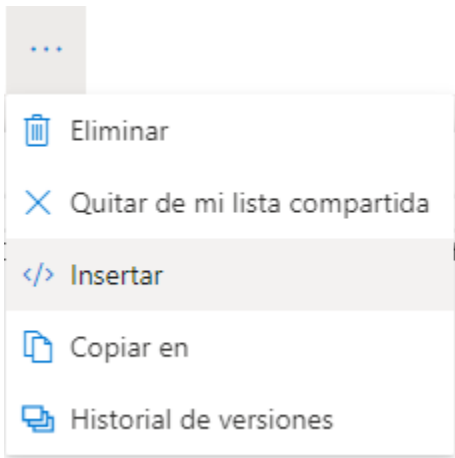 Eliminar
Quitar de mi lista compartida
Insertar
Copiar en
Historial de versiones